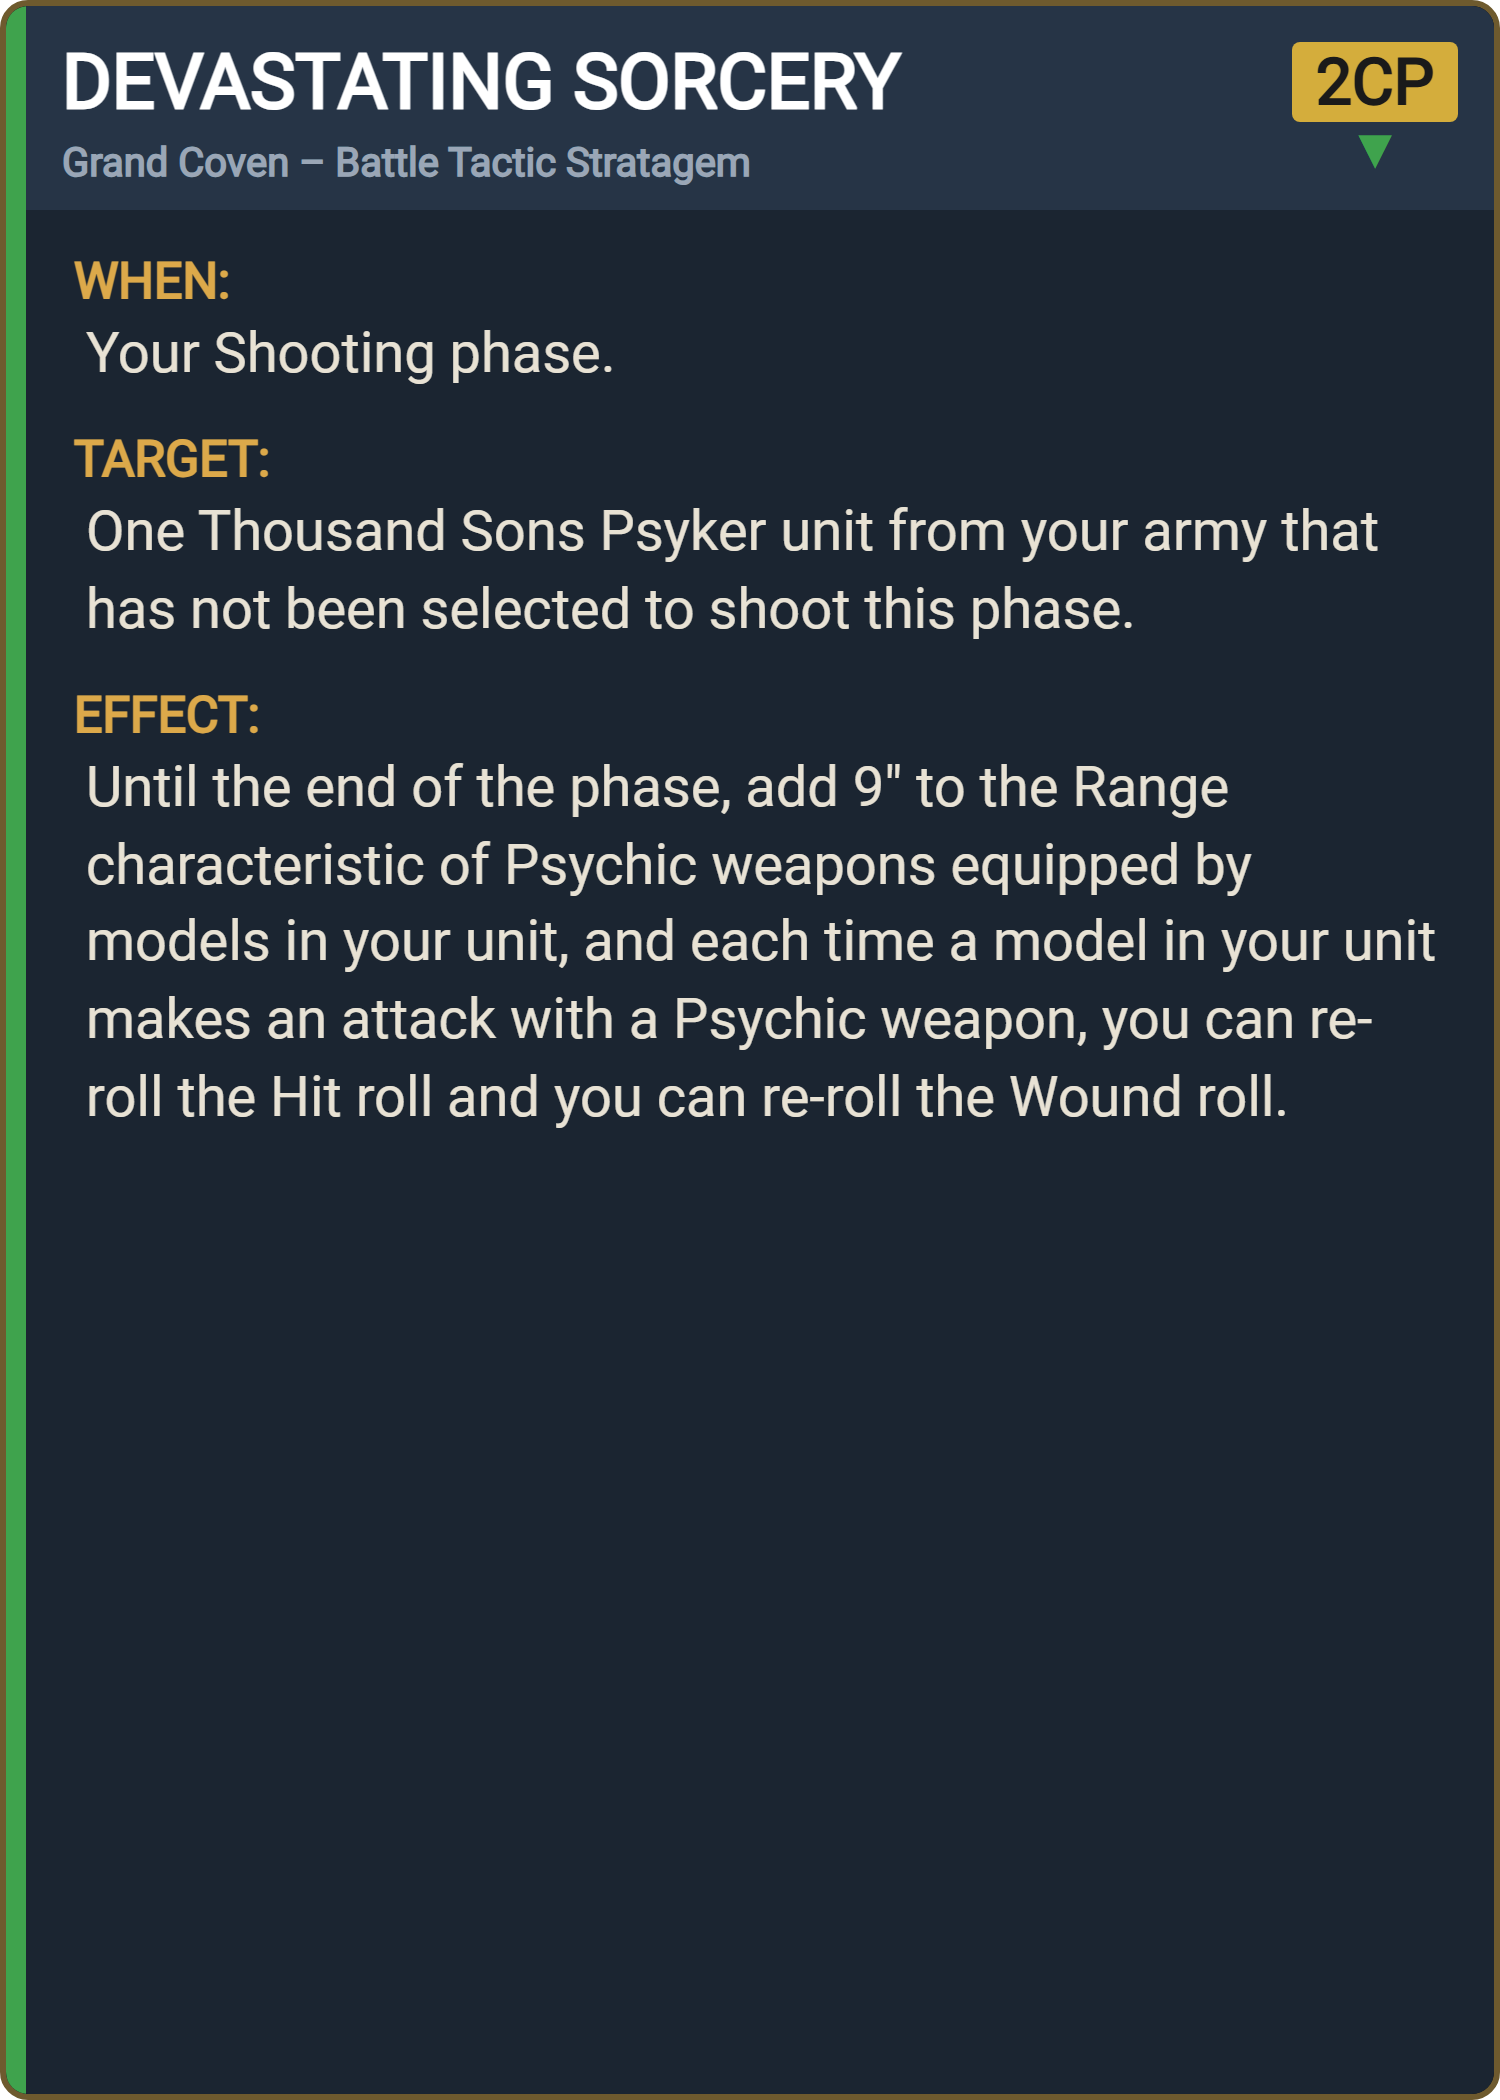 DEVASTATING SORCERY
2CP
Grand Coven – Battle Tactic Stratagem
WHEN:
Your Shooting phase.
TARGET:
One Thousand Sons Psyker unit from your army that
has not been selected to shoot this phase.
EFFECT:
Until the end of the phase, add 9" to the Range
characteristic of Psychic weapons equipped by
models in your unit, and each time a model in your unit
makes an attack with a Psychic weapon, you can re-
roll the Hit roll and you can re-roll the Wound roll.